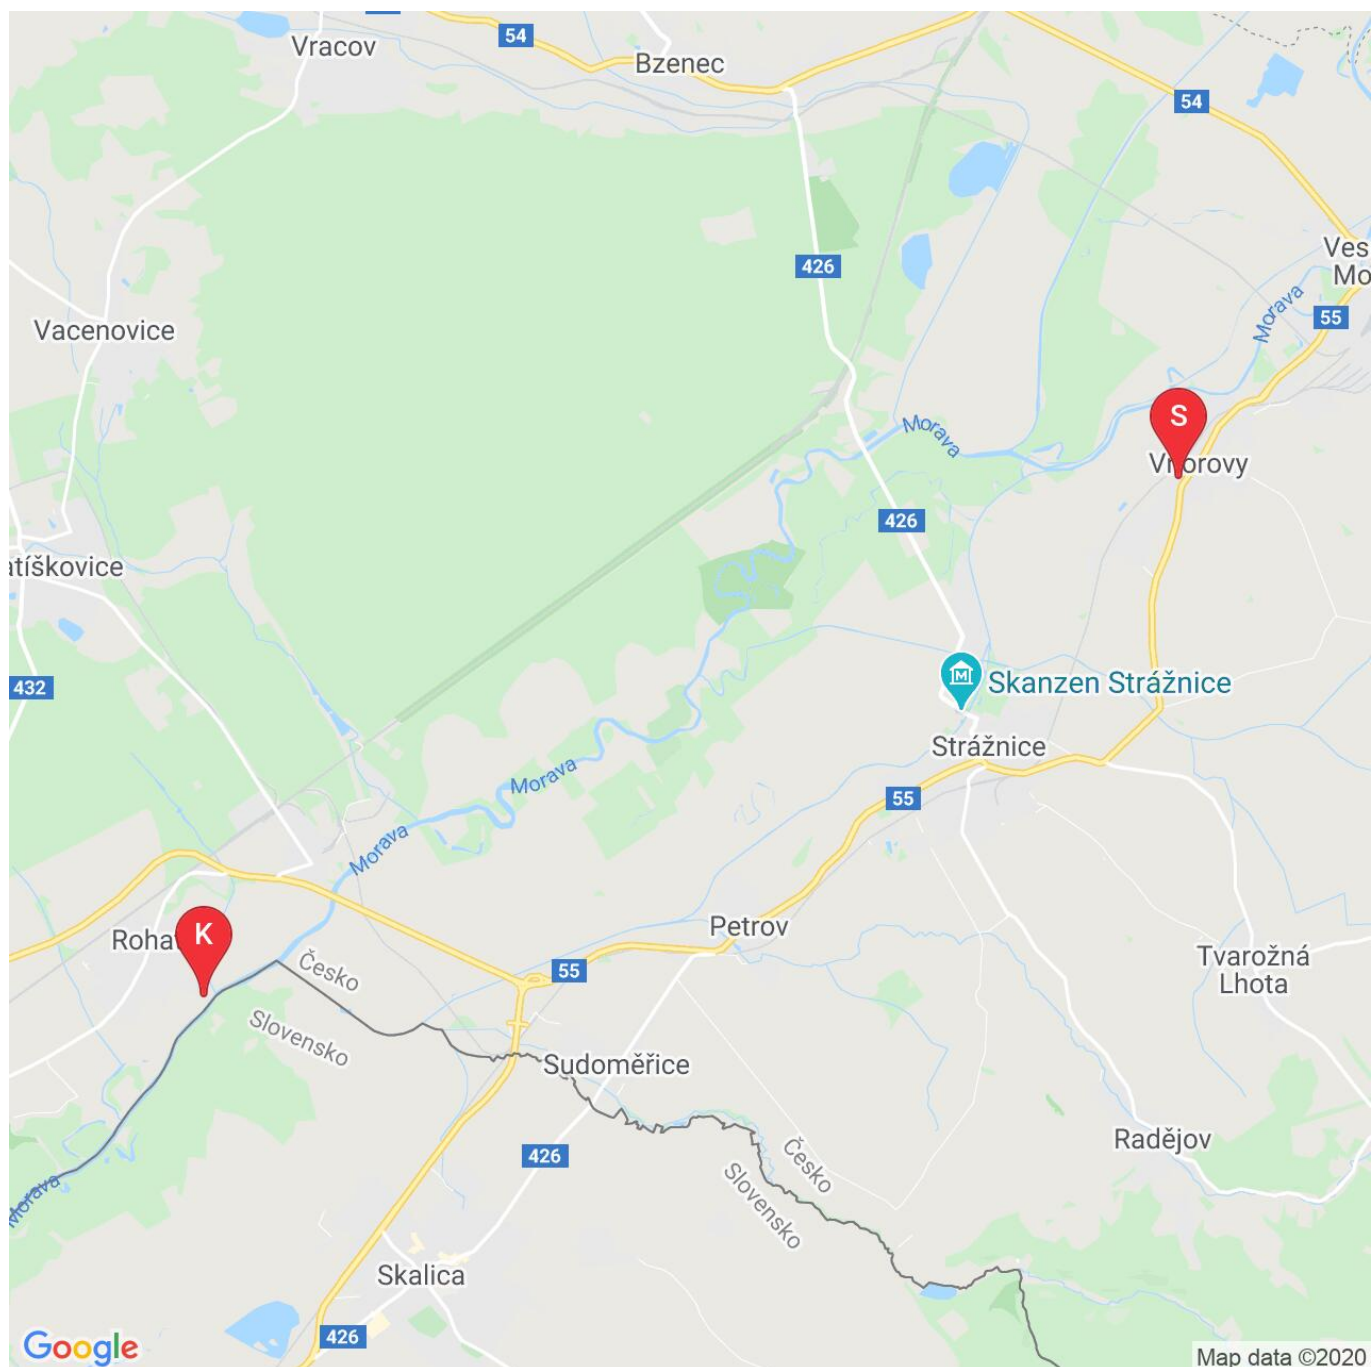 54
Vracov
Bzenec
54
426
Ves
Mo
Morava
55
Vacenovice
S
Morava
Vnorovy
426
atíškovice
432
Skanzen Strážnice
Strážnice
Morava
55
Morava
Petrov
K
Česko
55
Tvarožná
Lhota
Slovensko
Sudoměřice
Radějov
426
Česko
Slovensko
Morava
Skalica
426
Google
Map data ©2020